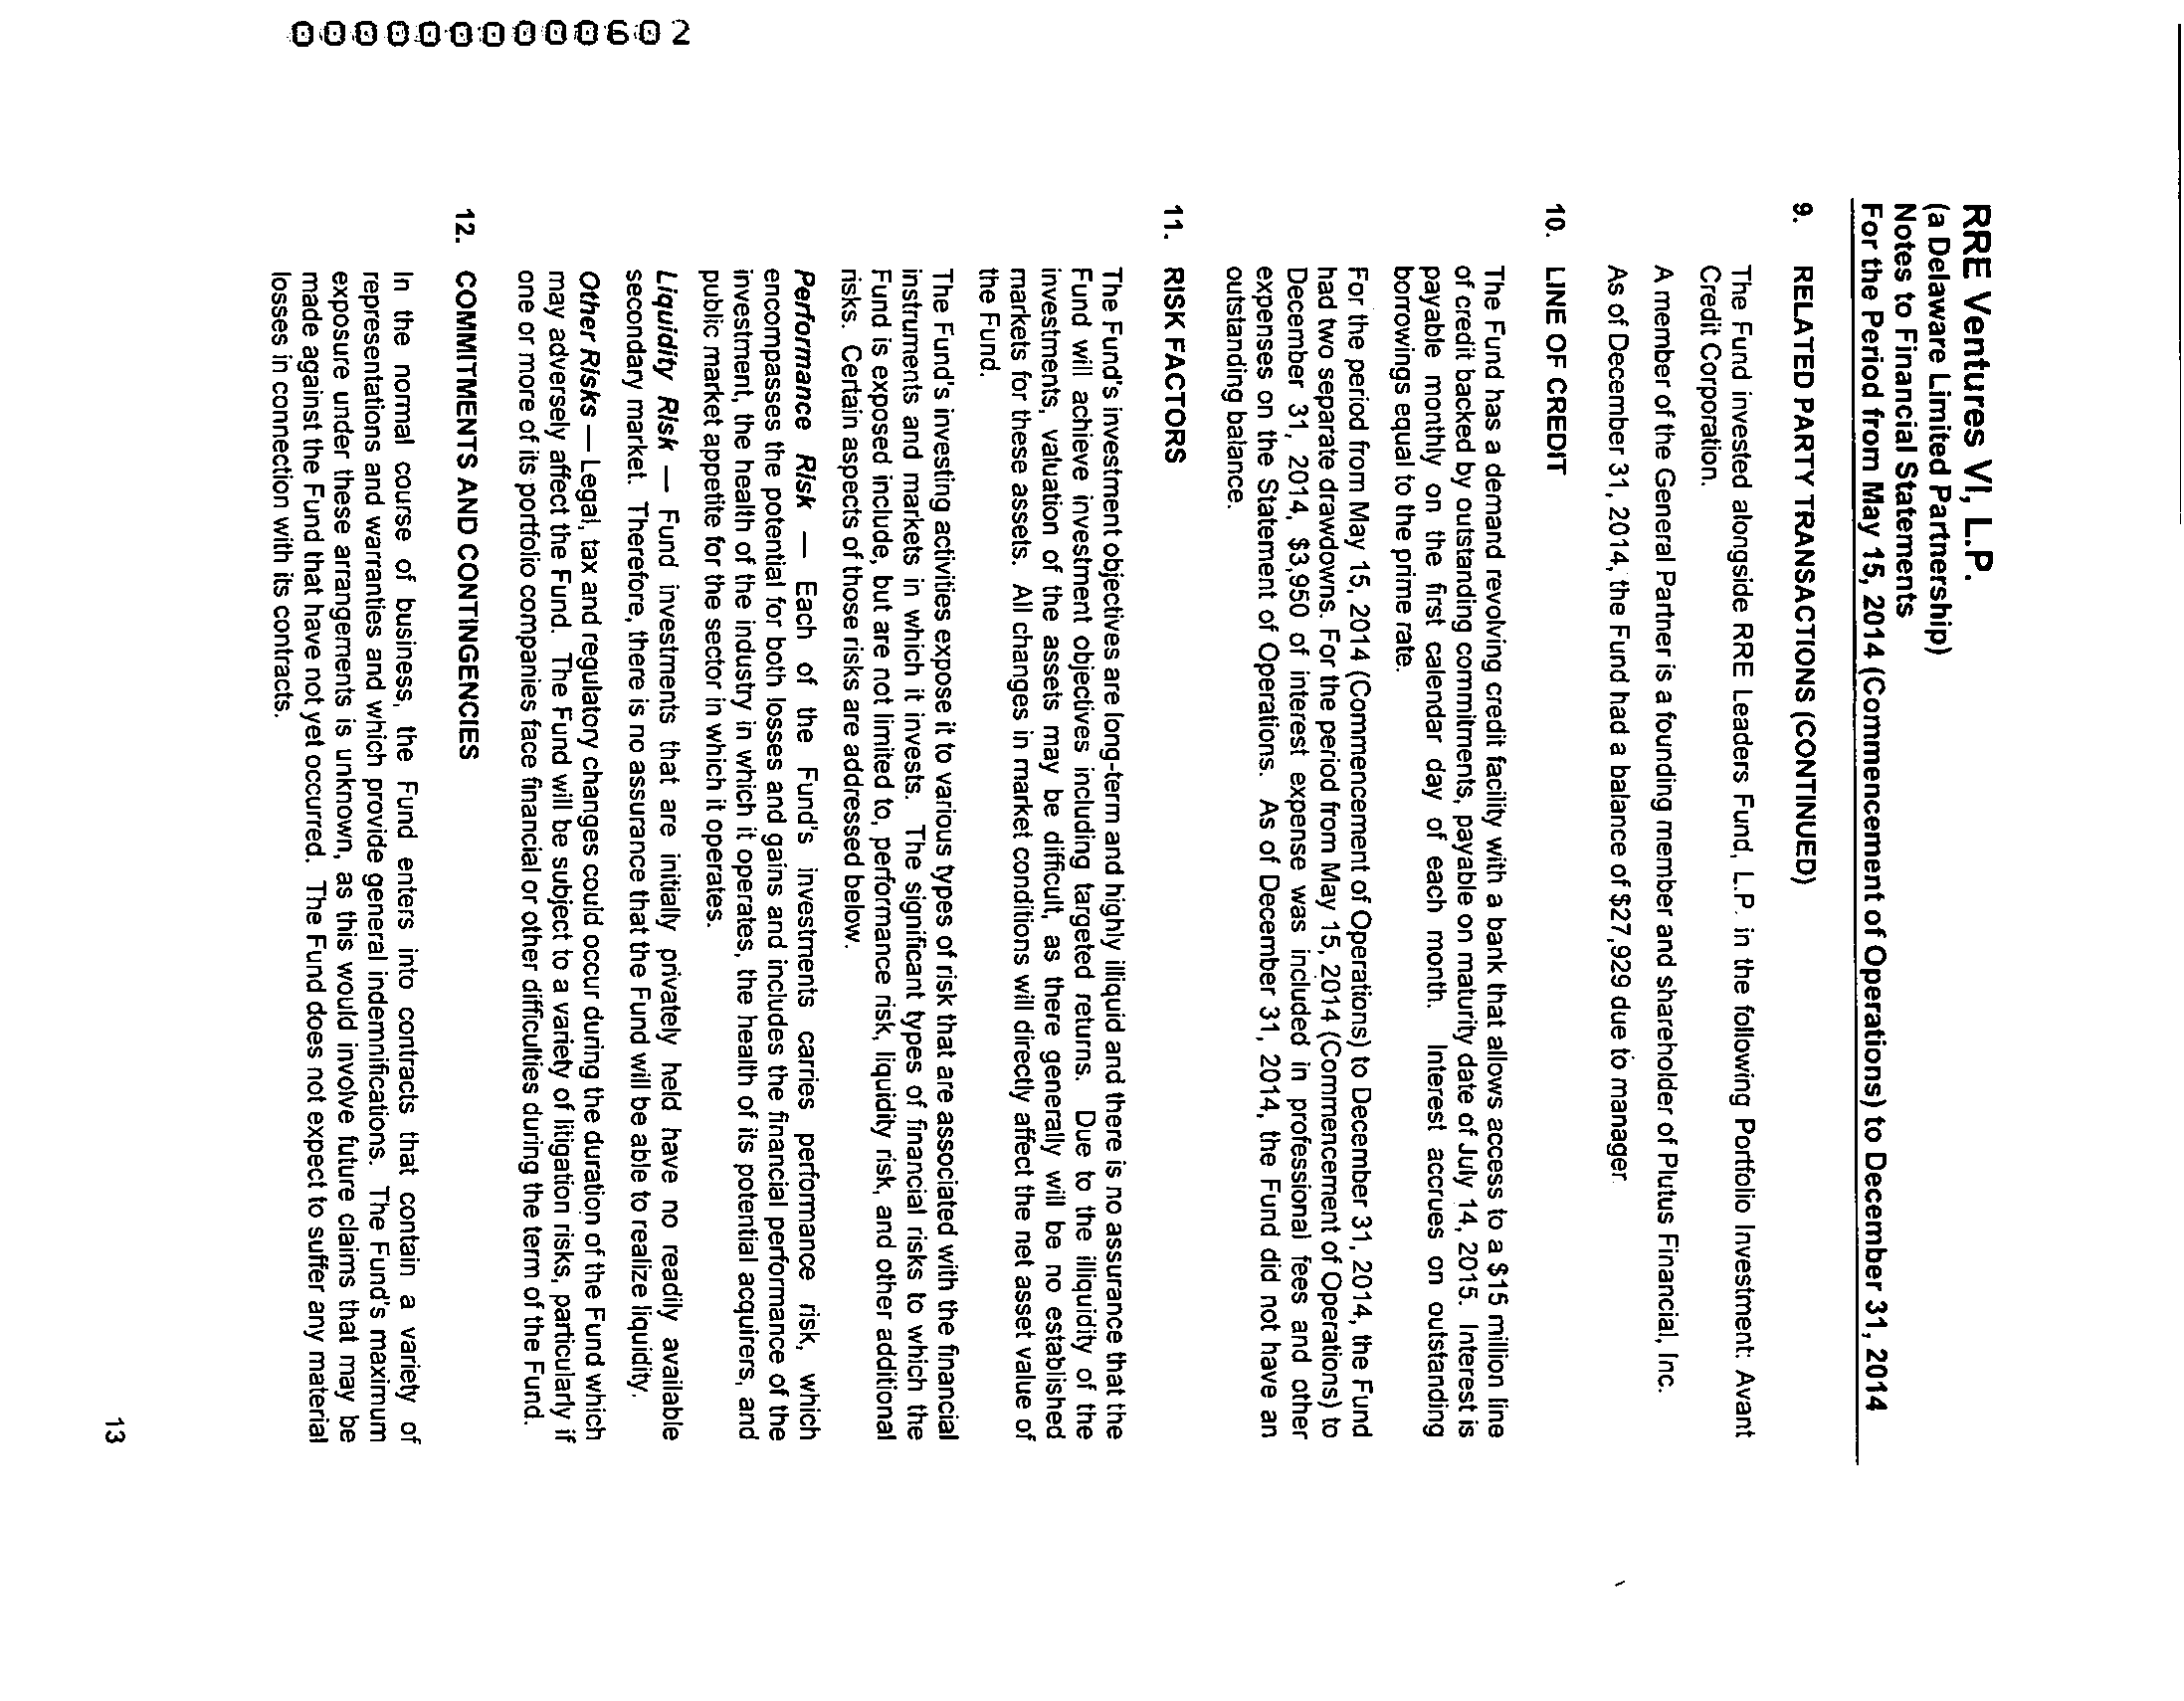 RRE Ventures VI, L.P.
(a Delaware Limited Partnership)
Notes to Financial Statements
For the Period from May 15, 2014 (Commencement of Operations) to December 31, 2014
9. RELATED PARTY TRANSACTIONS (CONTINUED)
The Fund invested alongside RRE Leaders Fund, L.P. in the following Portfolio Investment: Avant
Credit Corporation.
A member of the General Partner is a founding member and shareholder of Plutus Financial, Inc.
As of December 31, 2014, the Fund had a balance of $27,929 due to manager.
10. LINE OF CREDIT
The Fund has a demand revolving credit facility with a bank that allows access to a $15 million line
of credit backed by outstanding commitments, payable on maturity date of July 14, 2015. Interest is
payable monthly on the first calendar day of each month. Interest accrues on outstanding
borrowings equal to the prime rate.
For the period from May 15, 2014 (Commencement of Operations) to December 31, 2014, the Fund
had two separate drawdowns. For the period from May 15, 2014 (Commencement of Operations) to
December 31, 2014, $3,950 of interest expense was included in professional fees and other
expenses on the Statement of Operations. As of December 31, 2014, the Fund did not have an
outstanding balance.
11. RISK FACTORS
The Fund's investment objectives are long-term and highly illiquid and there is no assurance that the
Fund will achieve investment objectives including targeted returns. Due to the illiquidity of the
investments, valuation of the assets may be difficult, as there generally will be no established
markets for these assets. All changes in market conditions will directly affect the net asset value of
the Fund.
The Fund's investing activities expose it to various types of risk that are associated with the financial
instruments and markets in which it invests. The significant types of financial risks to which the
Fund is exposed include, but are not limited to, performance risk, liquidity risk, and other additional
risks. Certain aspects of those risks are addressed below.
Performance Risk — Each of the Fund's investments carries performance risk, which
encompasses the potential for both losses and gains and includes the financial performance of the
investment, the health of the industry in which it operates, the health of its potential acquirers, and
public market appetite for the sector in which it operates.
Liquidity Risk — Fund investments that are initially privately held have no readily available
secondary market. Therefore, there is no assurance that the Fund will be able to realize liquidity.
Other Risks — Legal, tax and regulatory changes could occur during the duration of the Fund which
may adversely affect the Fund. The Fund will be subject to a variety of litigation risks, particularly if
one or more of its portfolio companies face financial or other difficulties during the term of the Fund.
12. COMMITMENTS AND CONTINGENCIES
In the normal course of business, the Fund enters into contracts that contain a variety of
representations and warranties and which provide general indemnifications. The Fund's maximum
exposure under these arrangements is unknown, as this would involve future claims that may be
made against the Fund that have not yet occurred. The Fund does not expect to suffer any material
losses in connection with its contracts.
13
000000000602